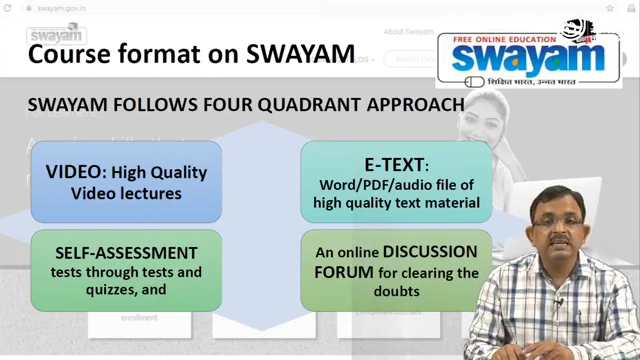 swayam.gov.in
About Swayam
swayam
Course format on SWAYAM
FREE ONLINE EDUCATION
swayam
शिक्षित भारत, उन्नत भारत
SWAYAM FOLLOWS FOUR QUADRANT APPROACH
VIDEO: High Quality
Video lectures
E-TEXT:
Word/PDF/audio file of
high quality text material
SELF-ASSESSMENT
tests through tests and
quizzes, and
An online DISCUSSION
FORUM for clearing the
doubts
enrollment